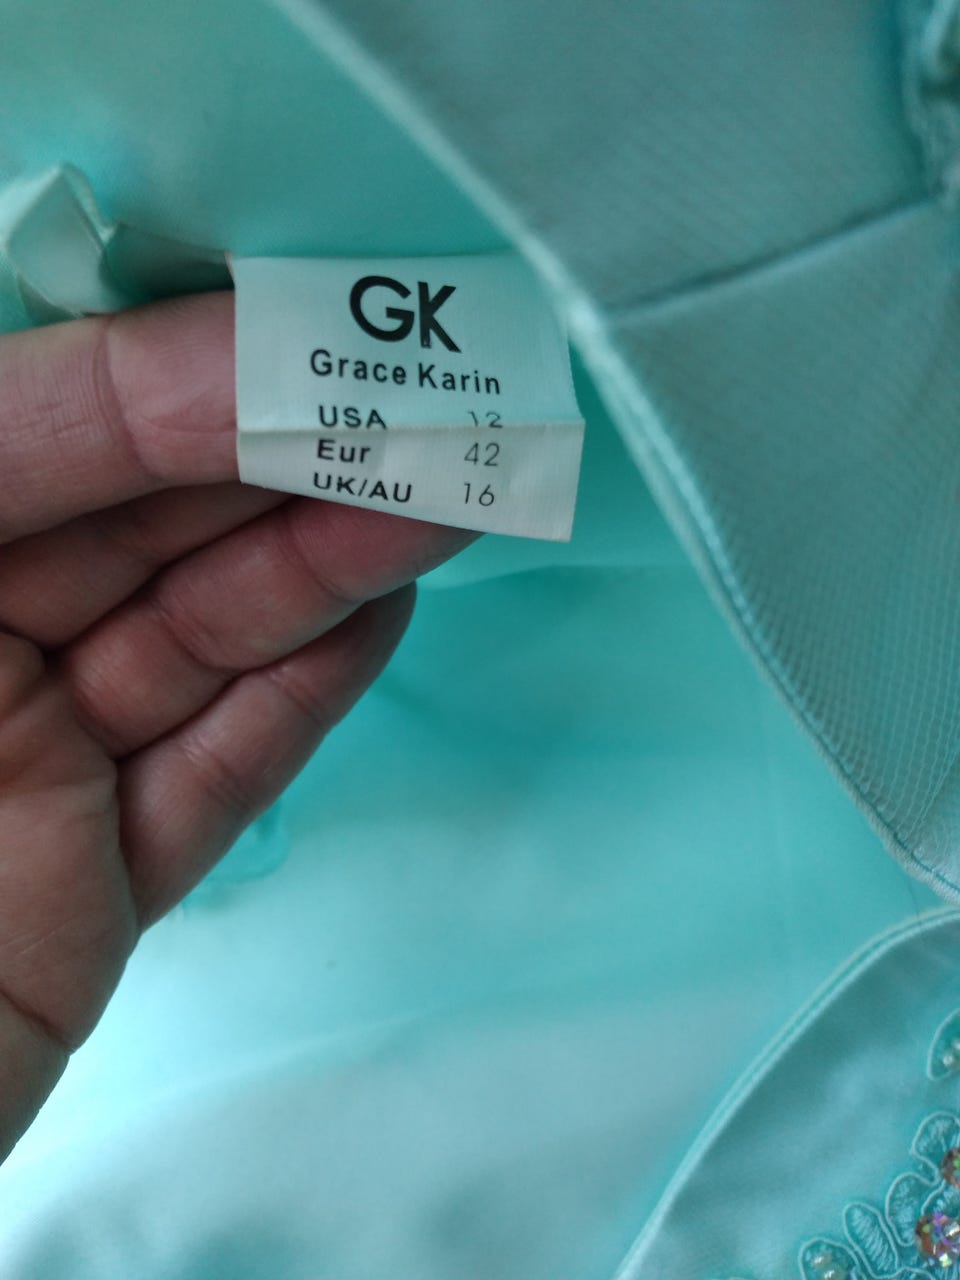 GK
Grace Karin
USA 12
Eur 42
UK/AU 16